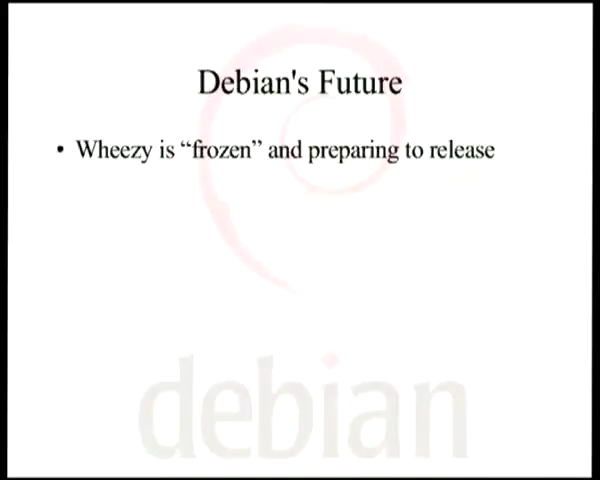 Debian's Future
• Wheezy is “frozen” and preparing to release
debian